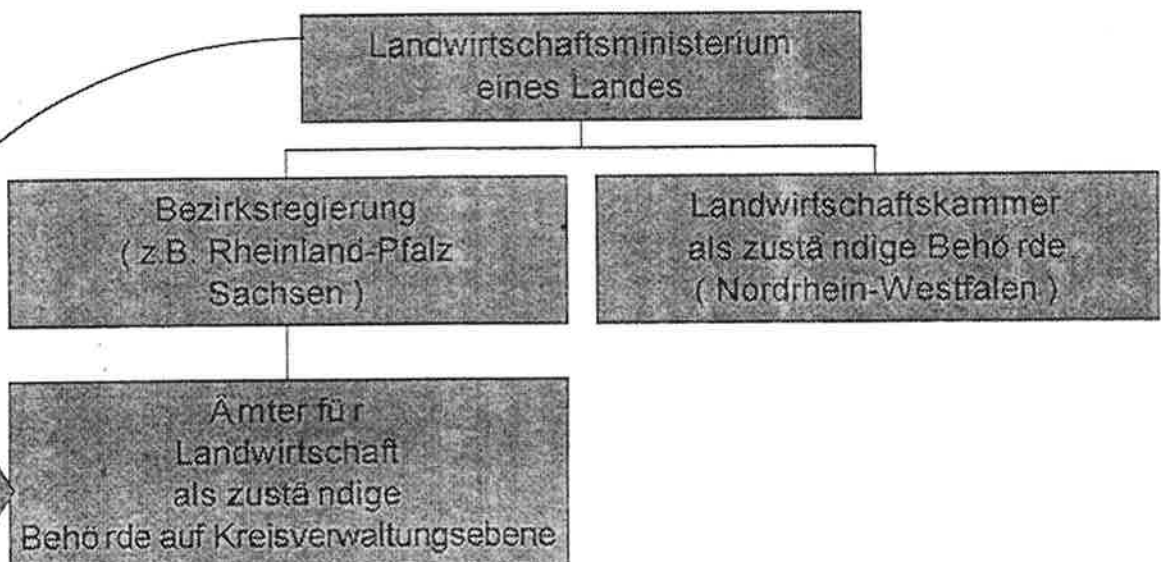 Landwirtschaftsministerium
eines Landes
Bezirksregierung
( z.B. Rheinland-Pfalz
Sachsen )
Landwirtschaftskammer
als zuständige Behörde
( Nordrhein-Westfalen )
Ämter für
Landwirtschaft
als zuständige
Behörde auf Kreisverwaltungsebene